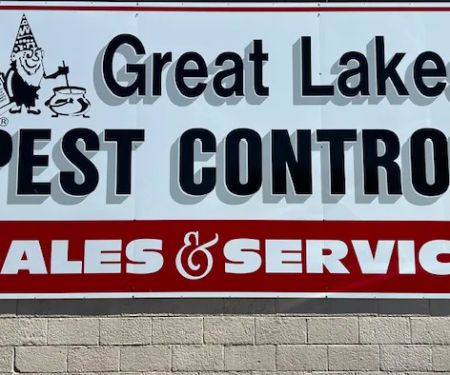 Great Lake
PEST CONTRO
ALES & SERVIC
®